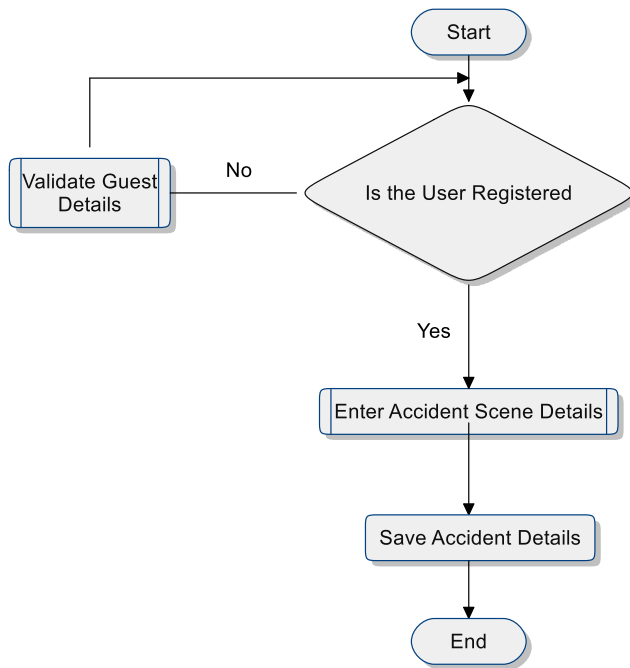 Start
Is the User Registered
No
Validate Guest
Details
Yes
Enter Accident Scene Details
Save Accident Details
End